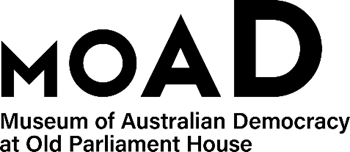 MOAD
Museum of Australian Democracy
at Old Parliament House